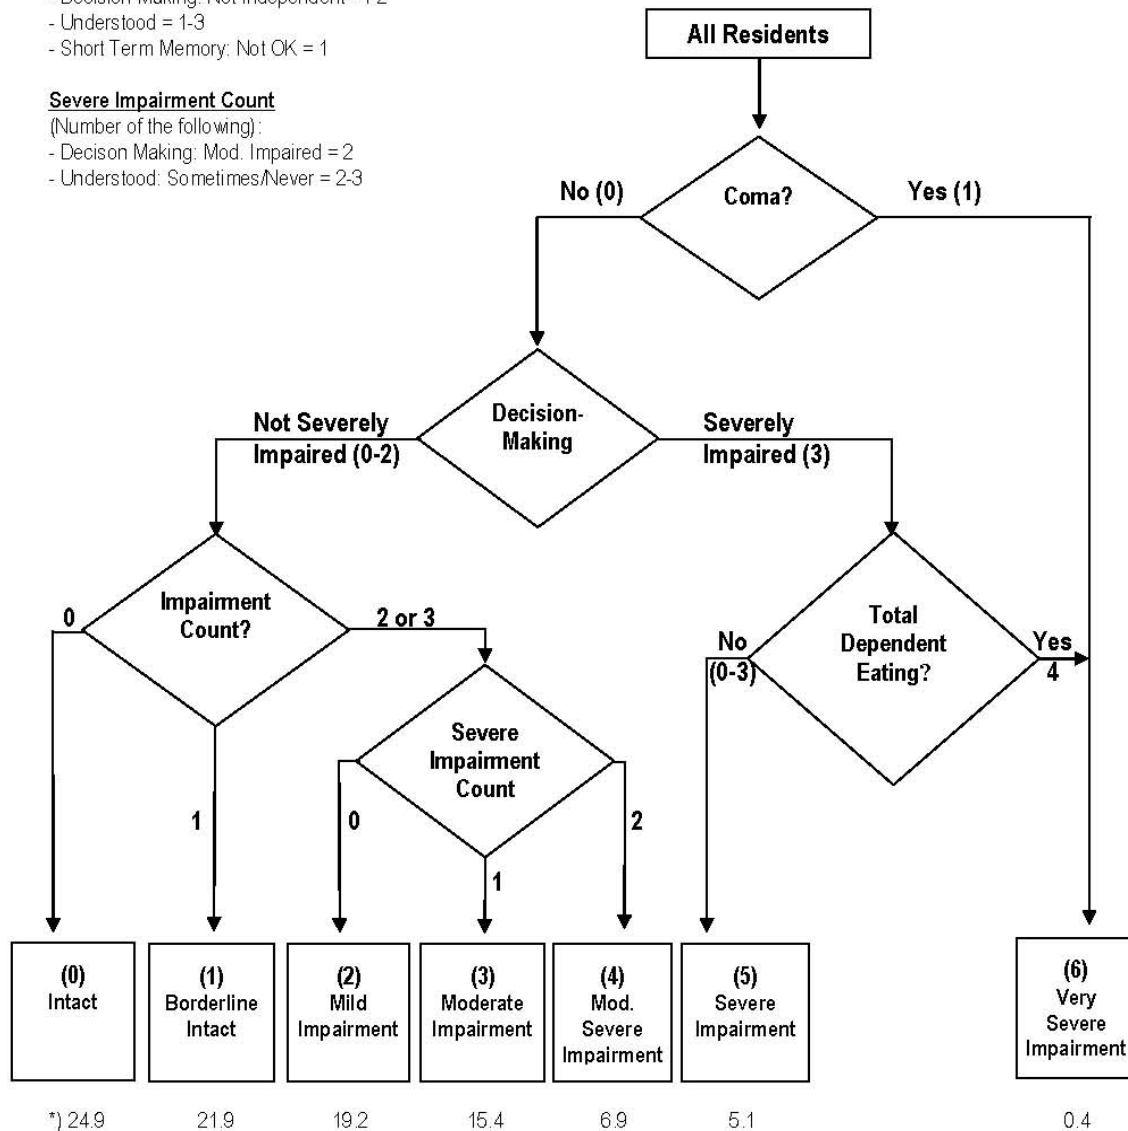 - Decision Making: Not Independent = 1-2
- Understood = 1-3
- Short Term Memory: Not OK = 1
Severe Impairment Count
(Number of the following):
- Decison Making: Mod. Impaired = 2
- Understood: Sometimes/Never = 2-3
All Residents
Coma?
No (0)
Yes (1)
Decision-
Making
Not Severely
Impaired (0-2)
Severely
Impaired (3)
Impairment
Count?
0
2 or 3
1
Total
Dependent
Eating?
No
(0-3)
Yes
4
Severe
Impairment
Count
0
1
2
(0)
Intact
(1)
Borderline
Intact
(2)
Mild
Impairment
(3)
Moderate
Impairment
(4)
Mod.
Severe
Impairment
(5)
Severe
Impairment
(6)
Very
Severe
Impairment
*) 24.9
21.9
19.2
15.4
6.9
5.1
0.4